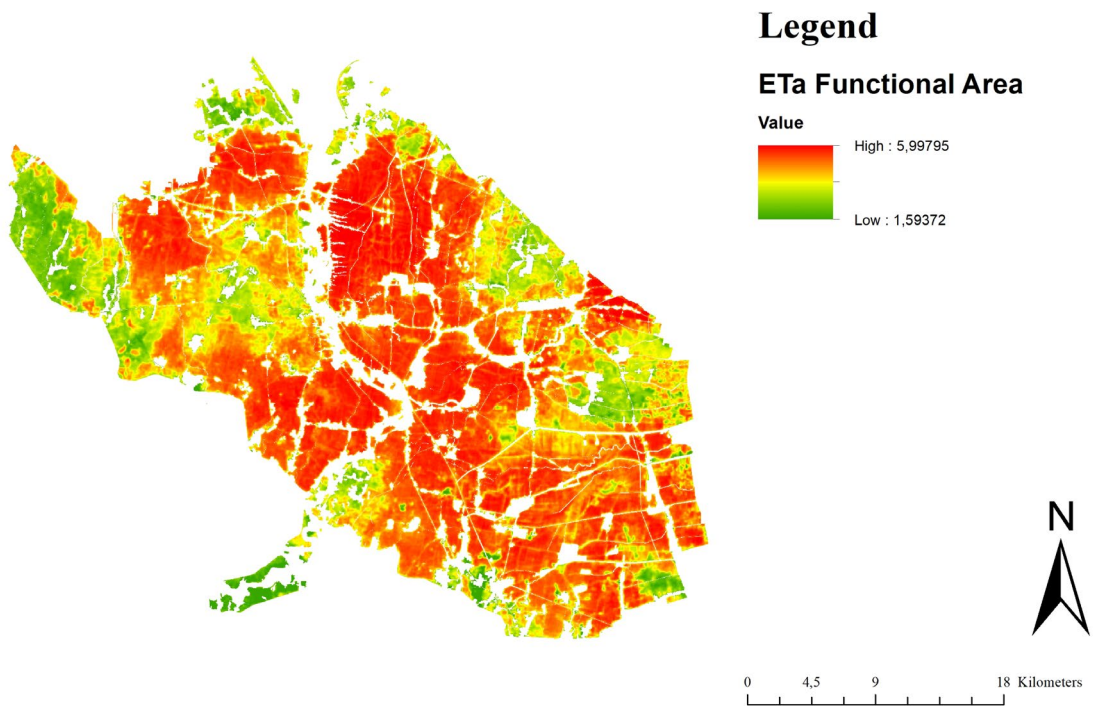 Legend
ETa Functional Area
Value
High : 5,99795
Low : 1,59372
N
0 4,5 9 18 Kilometers